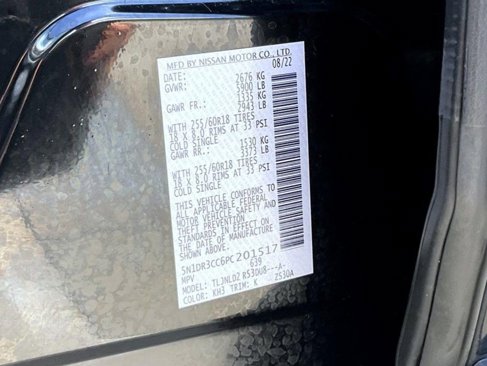 MFD BY NISSAN MOTOR CO., LTD.
DATE: 08/22
GVWR: 2676 KG
5900 LB
GAWR FR.: 1335 KG
2943 LB
WITH 255/60R18 TIRES
18 X 8.0 RIMS AT 33 PSI
COLD SINGLE
GAWR RR.: 1530 KG
3373 LB
WITH 255/60R18 TIRES
18 X 8.0 RIMS AT 33 PSI
COLD SINGLE
THIS VEHICLE CONFORMS TO
ALL APPLICABLE FEDERAL
MOTOR VEHICLE SAFETY AND
THEFT PREVENTION
STANDARDS IN EFFECT ON
THE DATE OF MANUFACTURE
SHOWN ABOVE.
5N1DR3CC6PC201517
MPV 639
MODEL: TLJNLDZ R53DU8---A-
COLOR: KH3 TRIM: K